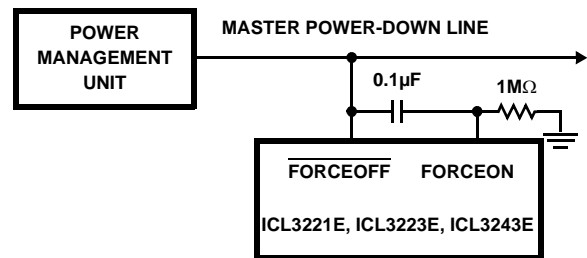 POWER
MANAGEMENT
UNIT
MASTER POWER-DOWN LINE
0.1µF
1MΩ
FORCEOFF FORCEON
ICL3221E, ICL3223E, ICL3243E